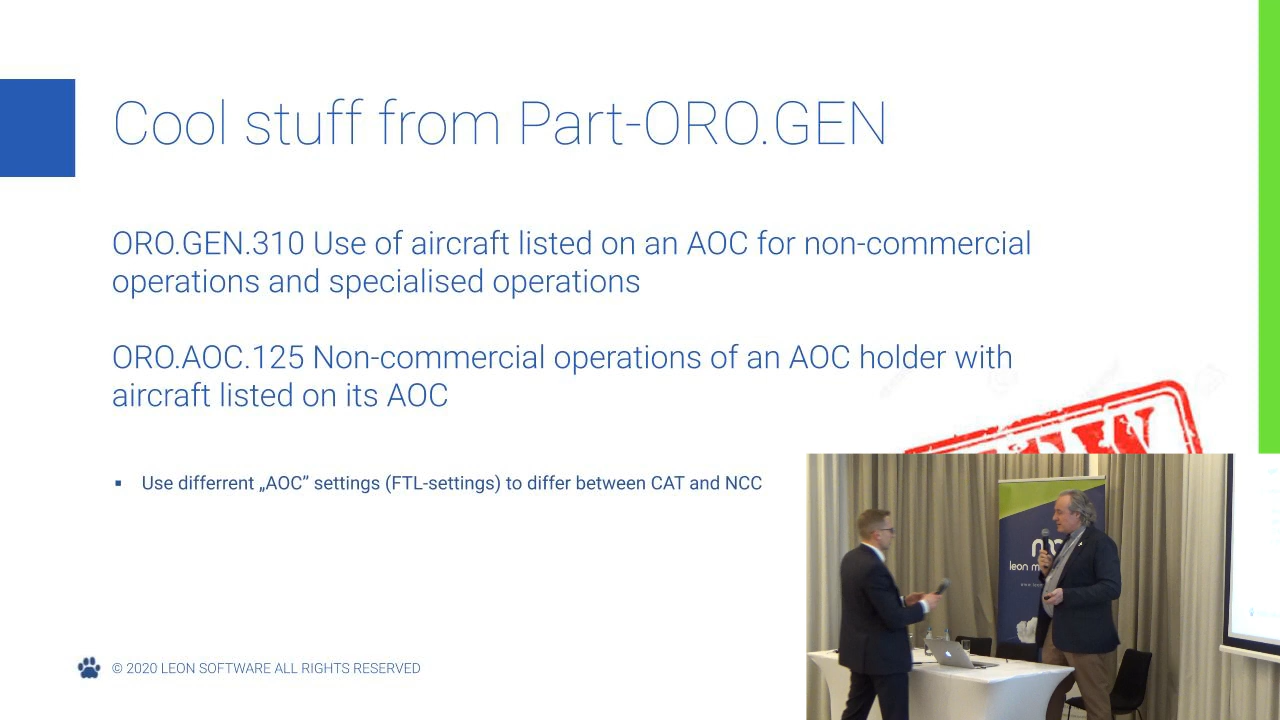 Cool stuff from Part-ORO.GEN
ORO.GEN.310 Use of aircraft listed on an AOC for non-commercial
operations and specialised operations
ORO.AOC.125 Non-commercial operations of an AOC holder with
aircraft listed on its AOC
▪ Use differrent „AOC” settings (FTL-settings) to differ between CAT and NCC
leon m
© 2020 LEON SOFTWARE ALL RIGHTS RESERVED